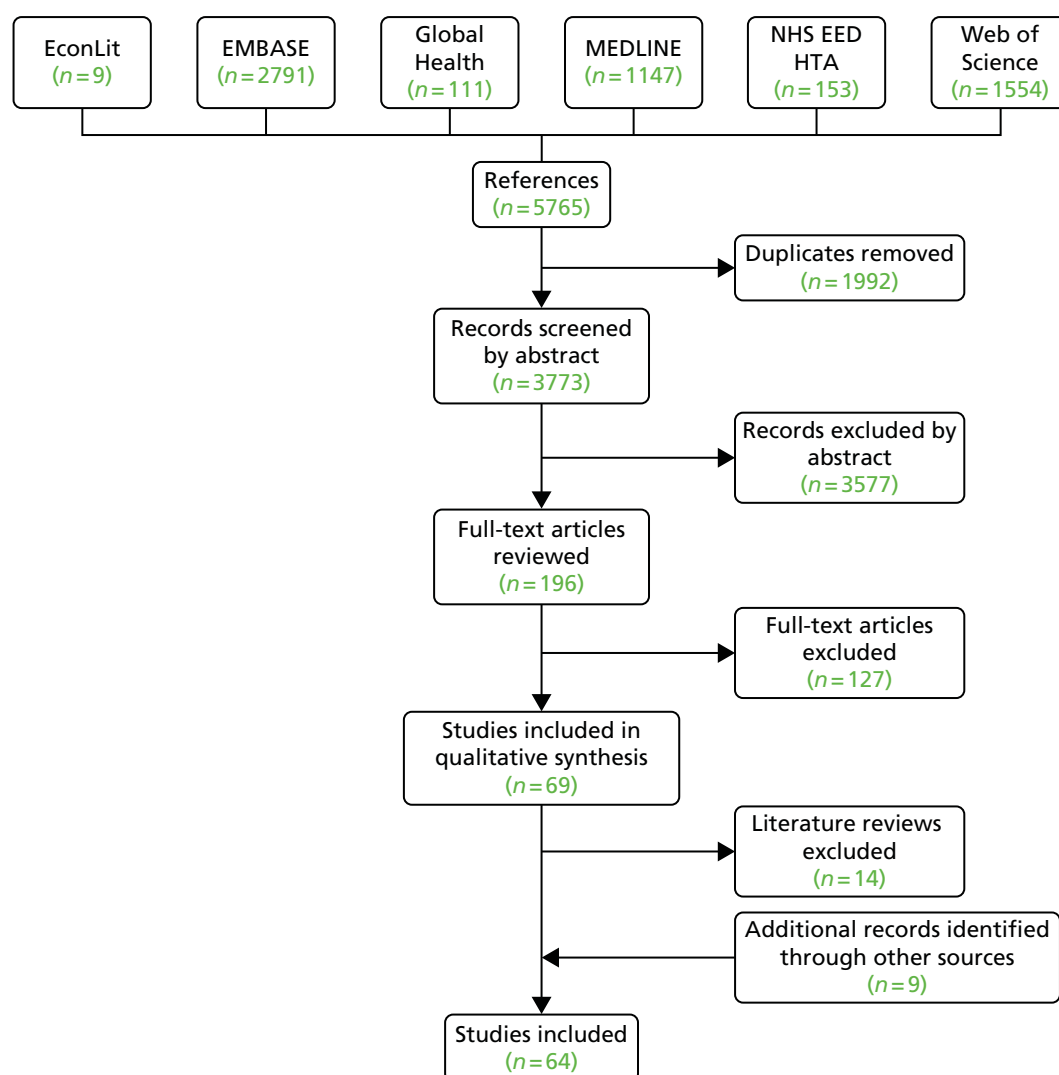 EconLit
(n=9)
EMBASE
(n=2791)
Global
Health
(n=111)
MEDLINE
(n=1147)
NHS EED
HTA
(n=153)
Web of
Science
(n=1554)
References
(n=5765)
Duplicates removed
(n=1992)
Records screened
by abstract
(n=3773)
Records excluded by
abstract
(n=3577)
Full-text articles
reviewed
(n=196)
Full-text articles
excluded
(n=127)
Studies included in
qualitative synthesis
(n=69)
Literature reviews
excluded
(n=14)
Additional records identified
through other sources
(n=9)
Studies included
(n=64)